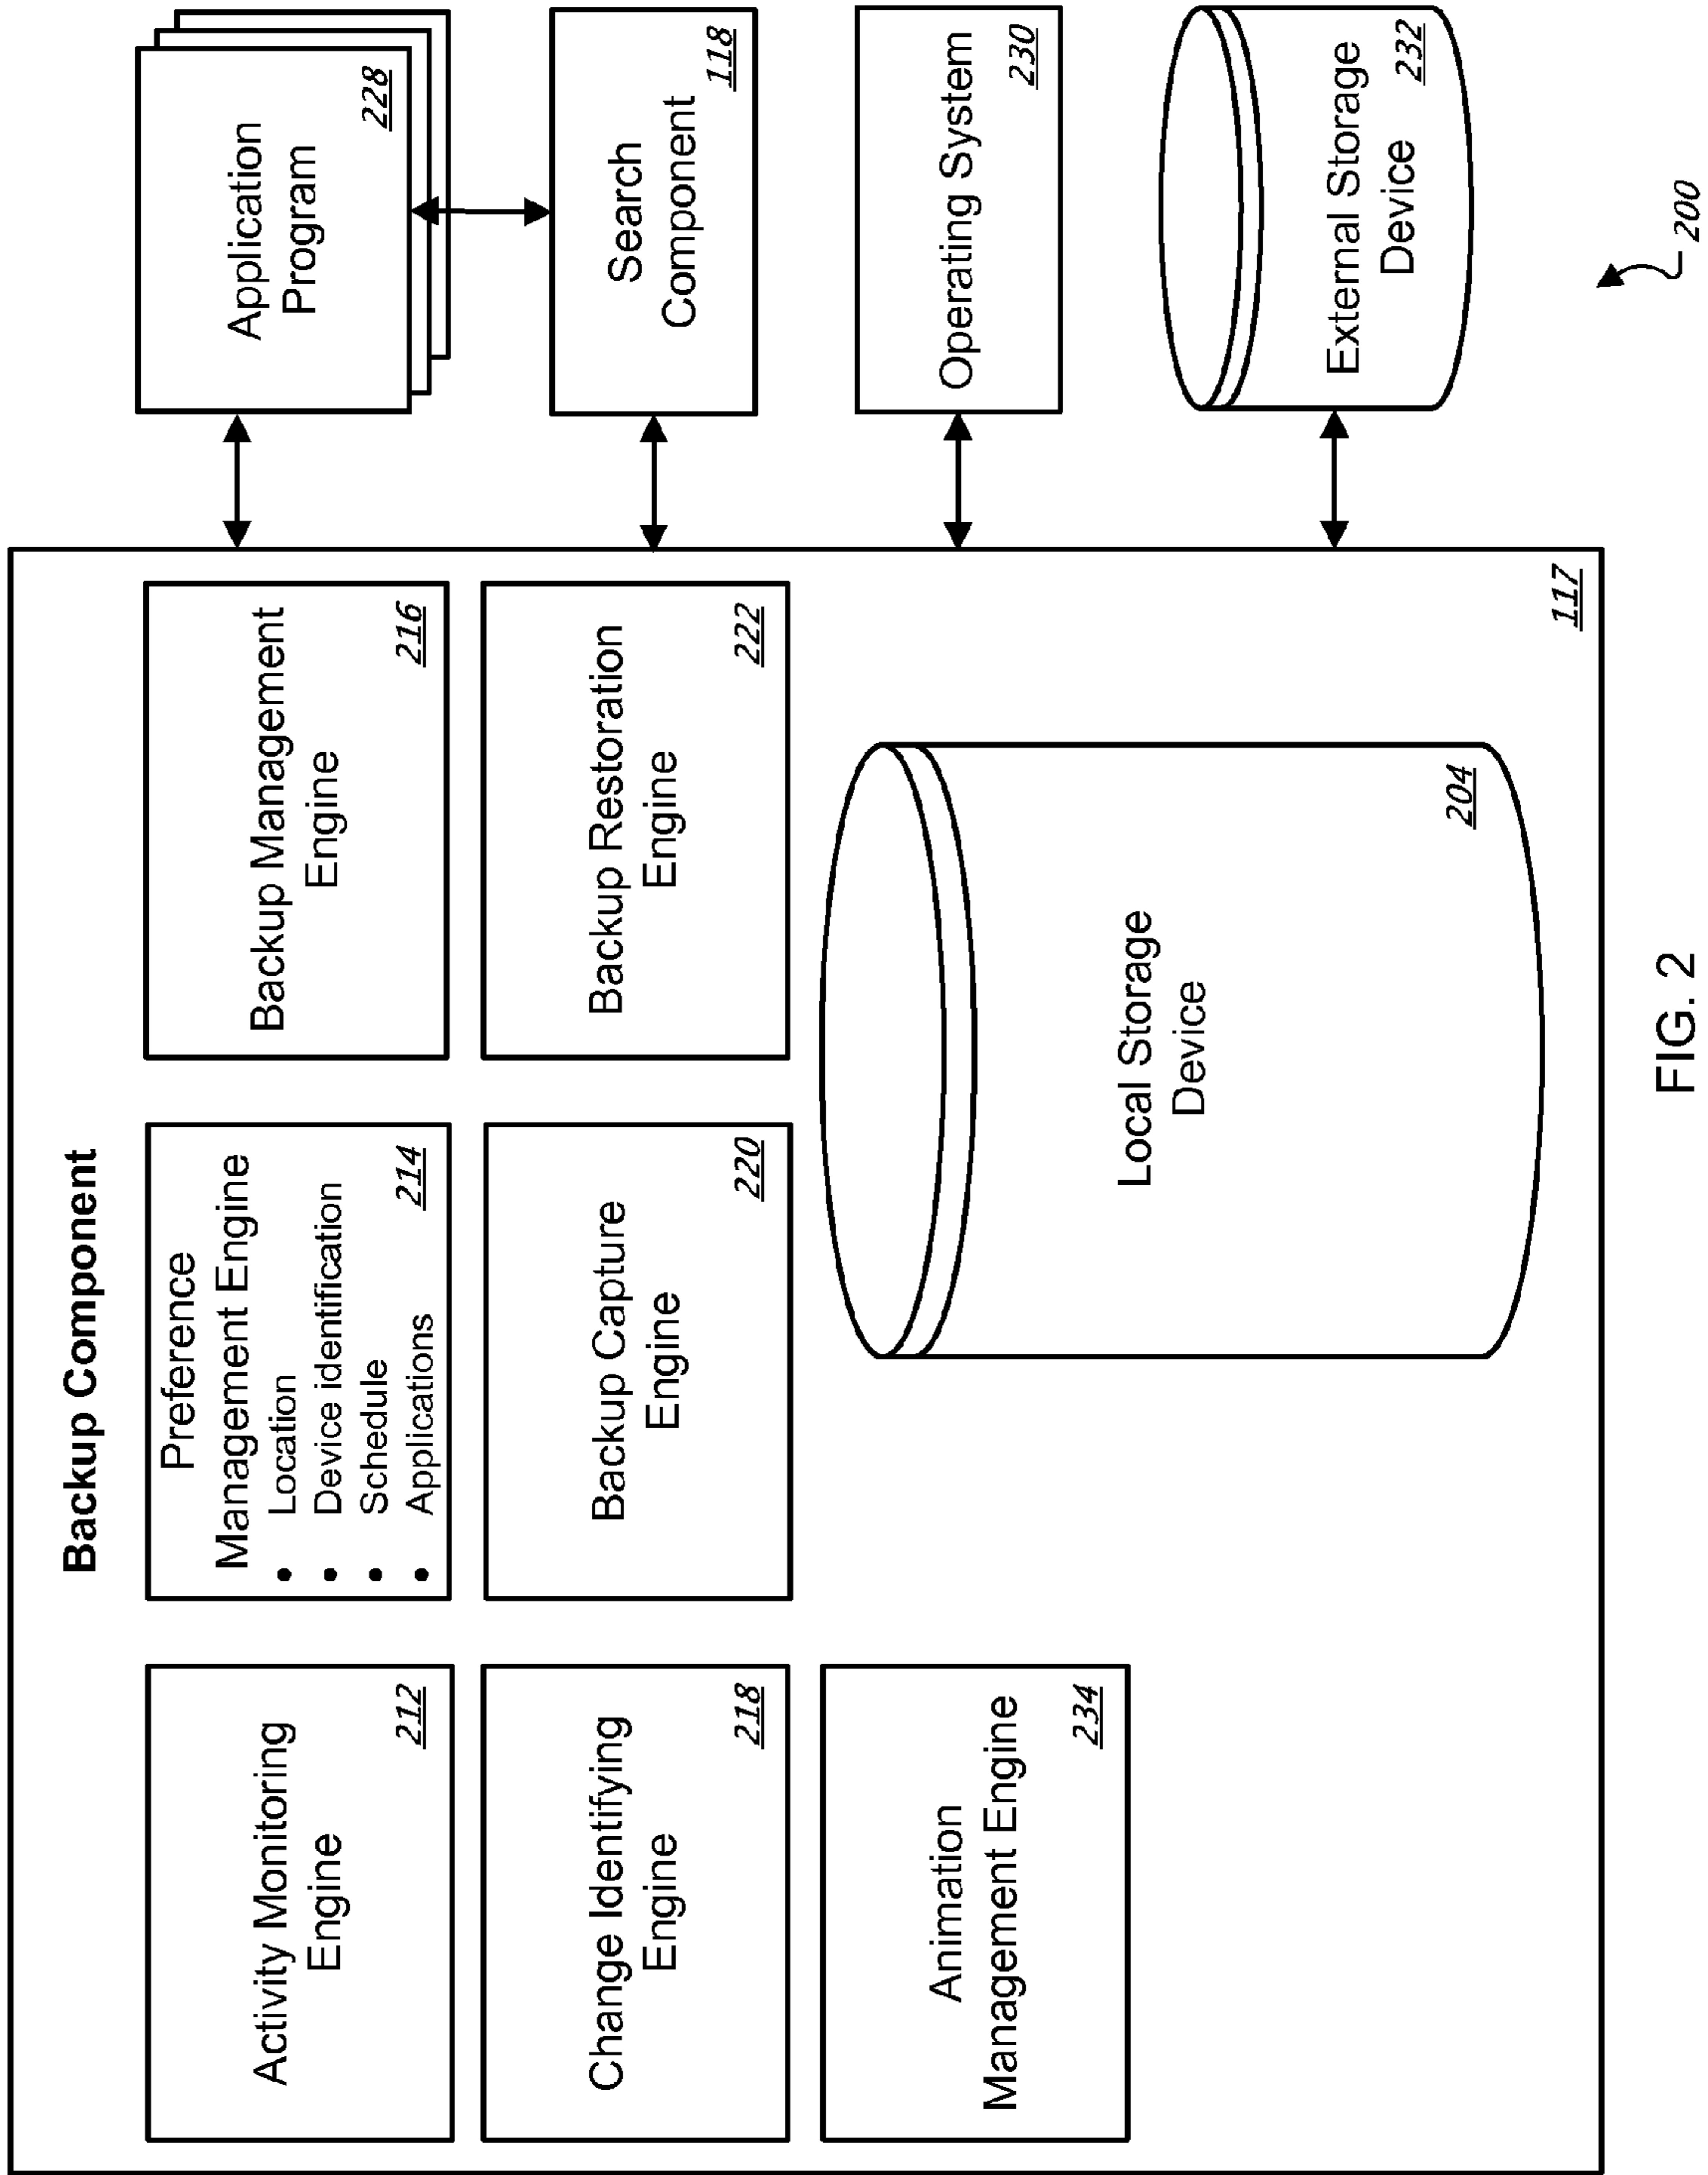 Backup Component
Activity Monitoring
Engine
212
Preference
Management Engine
• Location
• Device identification
• Schedule
• Applications
214
Backup Management
Engine
216
Change Identifying
Engine
218
Backup Capture
Engine
220
Backup Restoration
Engine
222
Animation
Management Engine
234
Local Storage
Device
204
117
Application
Program
228
Search
Component
118
Operating System
230
External Storage
Device
232
200
FIG. 2